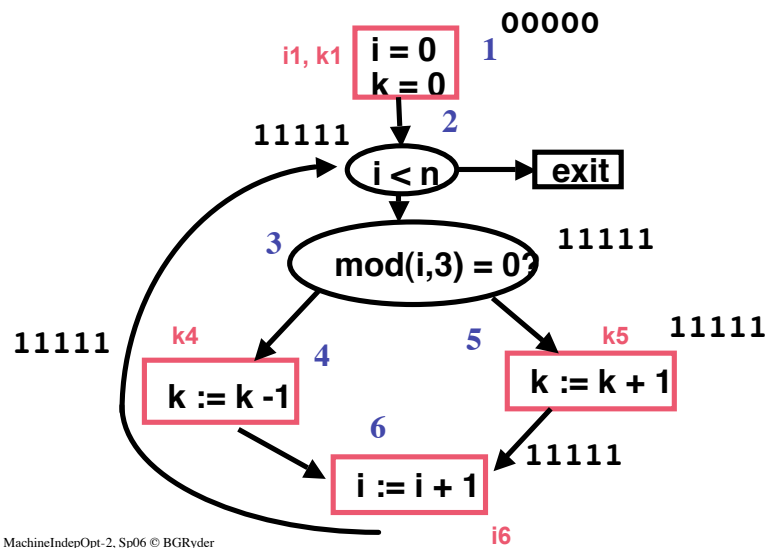 00000
i1, k1
i = 0
1
k = 0
2
11111
i < n
exit
3
11111
mod(i,3) = 0?
11111
k4
4
5
k5
11111
k := k -1
k := k + 1
6
11111
i := i + 1
i6
MachineIndepOpt-2, Sp06 © BGRyder